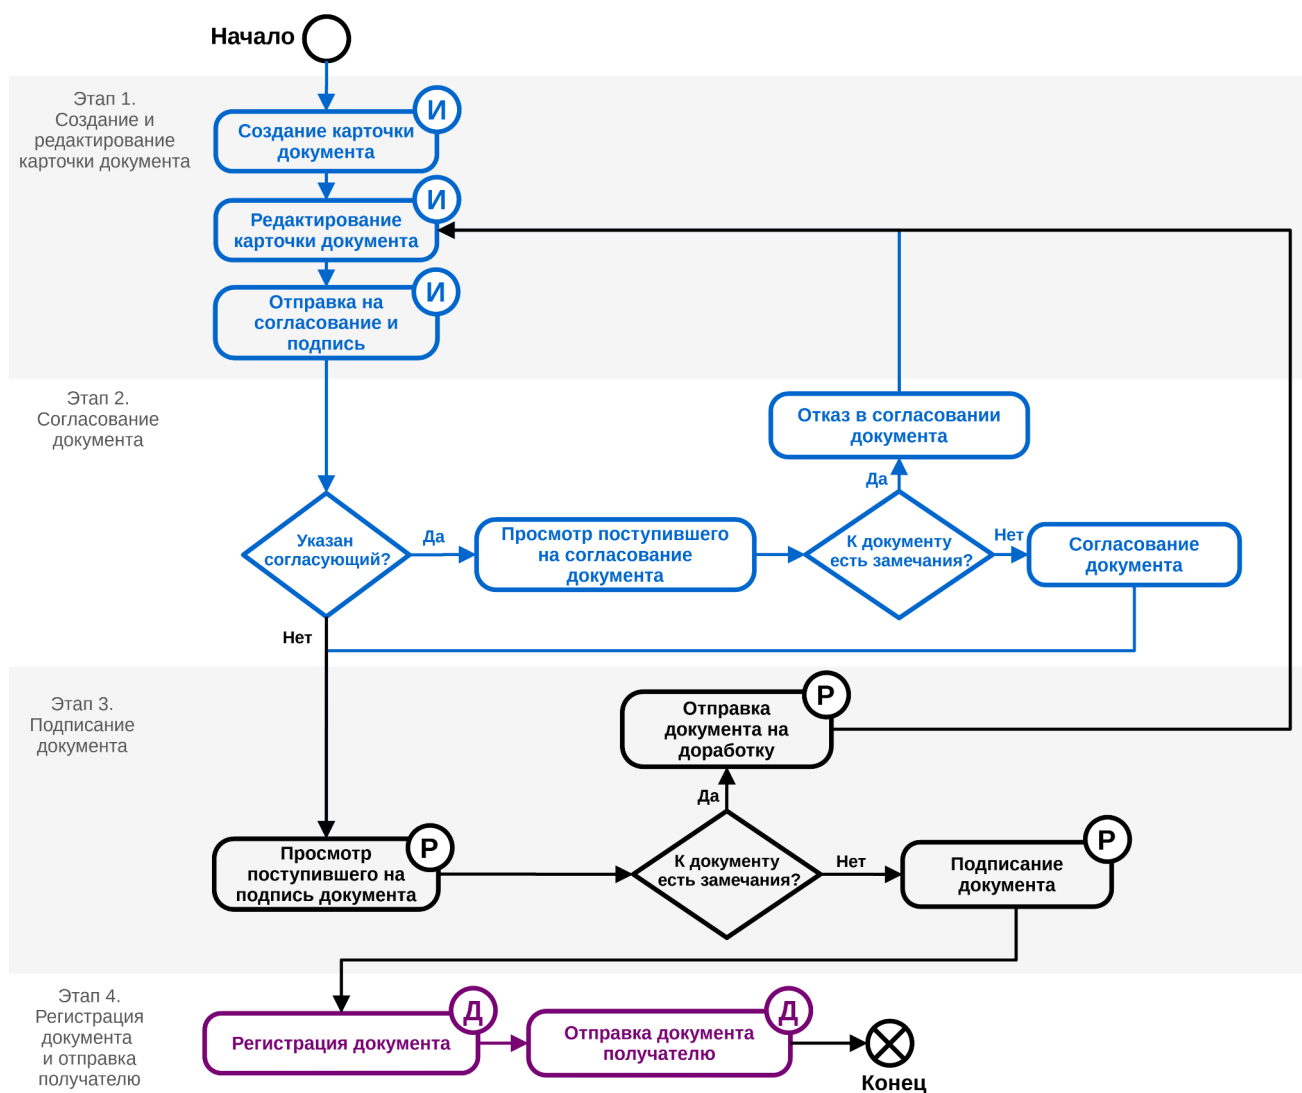 Начало
Этап 1.
Создание и
редактирование
карточки документа
И
Создание карточки
документа
И
Редактирование
карточки документа
И
Отправка на
согласование и
подпись
Этап 2.
Согласование
документа
Отказ в согласовании
документа
Да
Указан
согласующий?
Да
Просмотр поступившего
на согласование
документа
К документу
есть замечания?
Нет
Согласование
документа
Нет
Этап 3.
Подписание
документа
Р
Отправка
документа на
доработку
Да
Р
Просмотр
поступившего на
подпись документа
К документу
есть замечания?
Нет
Р
Подписание
документа
Этап 4.
Регистрация
документа
и отправка
получателю
Д
Регистрация документа
Д
Отправка документа
получателю
Конец